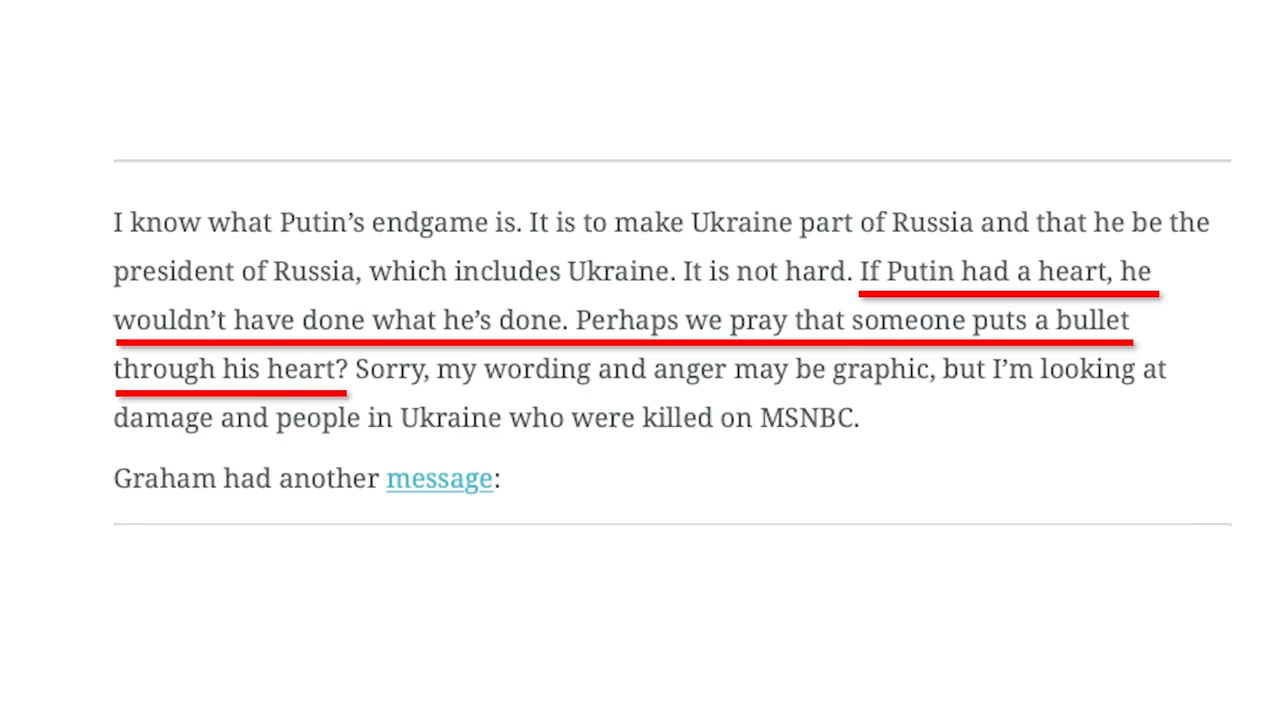 I know what Putin’s endgame is. It is to make Ukraine part of Russia and that he be the
president of Russia, which includes Ukraine. It is not hard. If Putin had a heart, he
wouldn’t have done what he’s done. Perhaps we pray that someone puts a bullet
through his heart? Sorry, my wording and anger may be graphic, but I’m looking at
damage and people in Ukraine who were killed on MSNBC.
Graham had another message: